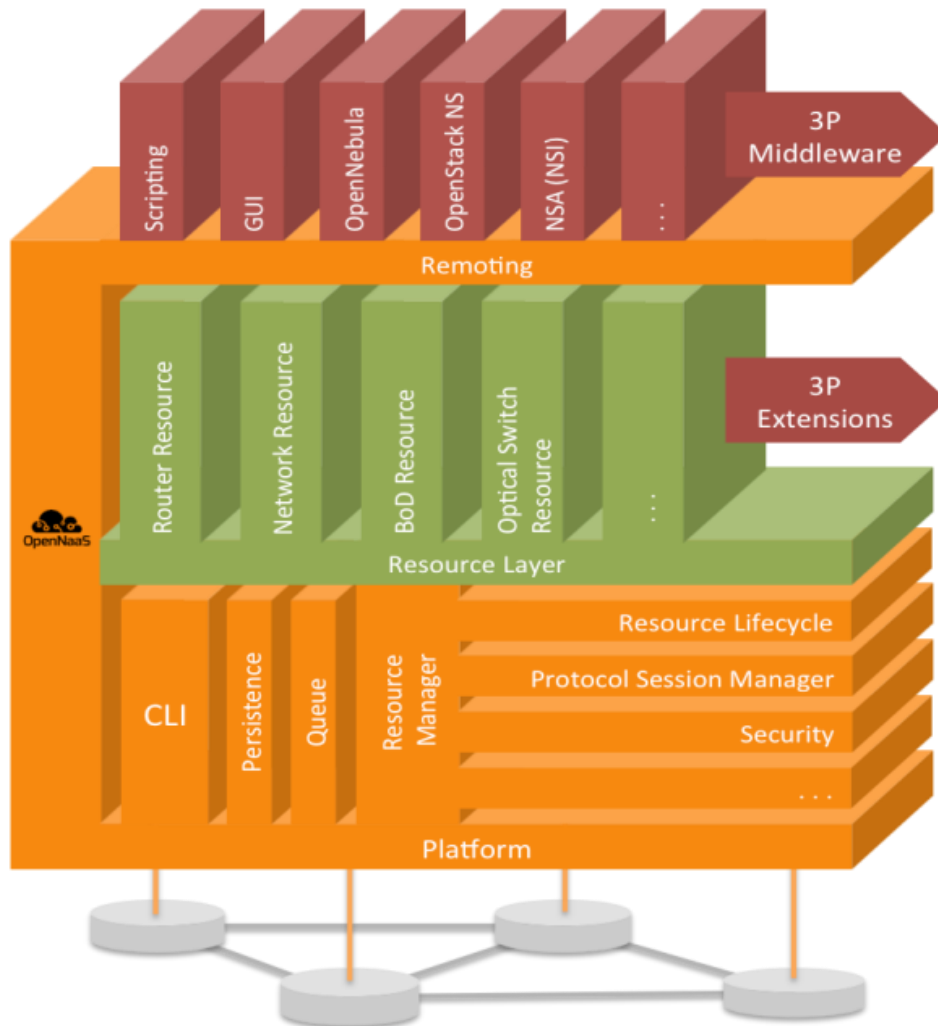 3P
Middleware
Scripting
GUI
OpenNebula
OpenStack NS
NSA (NSI)
. . .
Remoting
3P
Extensions
Router Resource
Network Resource
BoD Resource
Optical Switch
Resource
. . .
OpenNaaS
Resource Layer
CLI
Persistence
Queue
Resource
Manager
Resource Lifecycle
Protocol Session Manager
Security
. . .
Platform